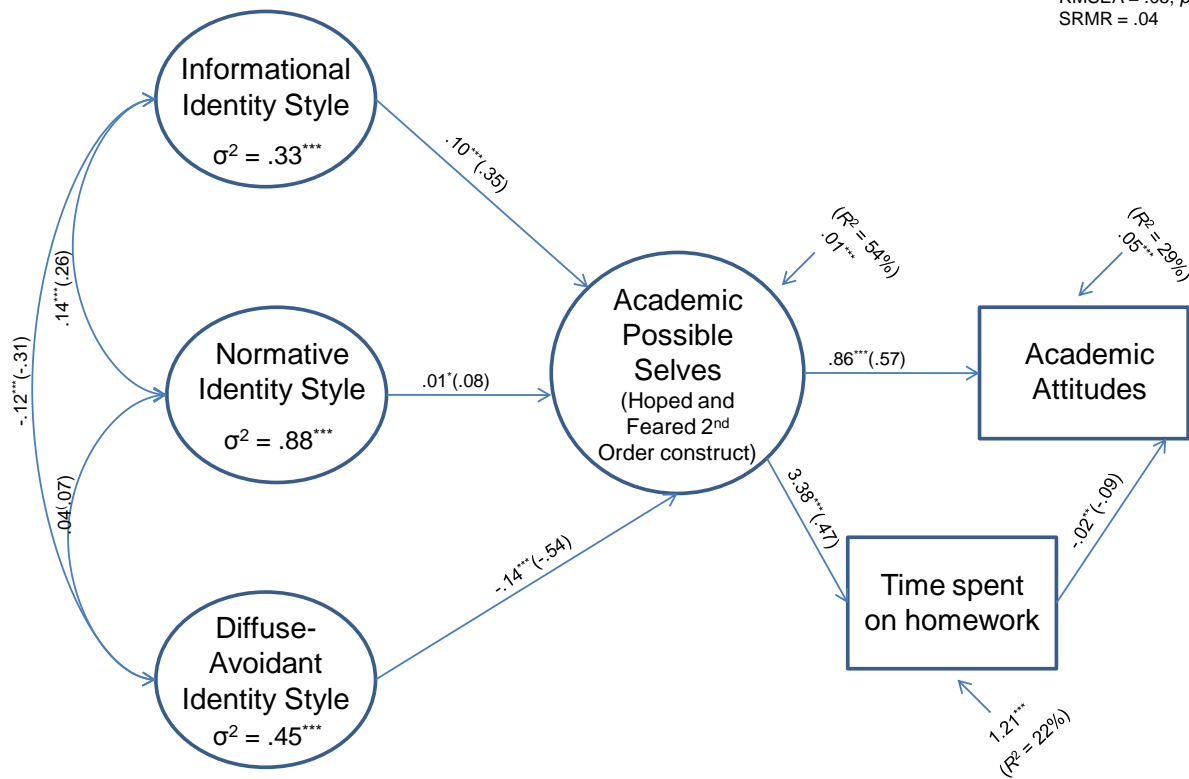 SRMR = .04
Informational
Identity Style
σ² = .33***
.10***(.35)
-.12***(-.31)
.14***(.26)
.04(.07)
Normative
Identity Style
σ² = .88***
.01*(.08)
Diffuse-
Avoidant
Identity Style
σ² = .45***
-.14***(-.54)
(R² = 54%)
.01***
Academic
Possible
Selves
(Hoped and
Feared 2nd
Order construct)
.86***(.57)
3.38***(.47)
(R² = 29%)
.05***
Academic
Attitudes
-.02**(-.09)
Time spent
on homework
1.21***
(R² = 22%)